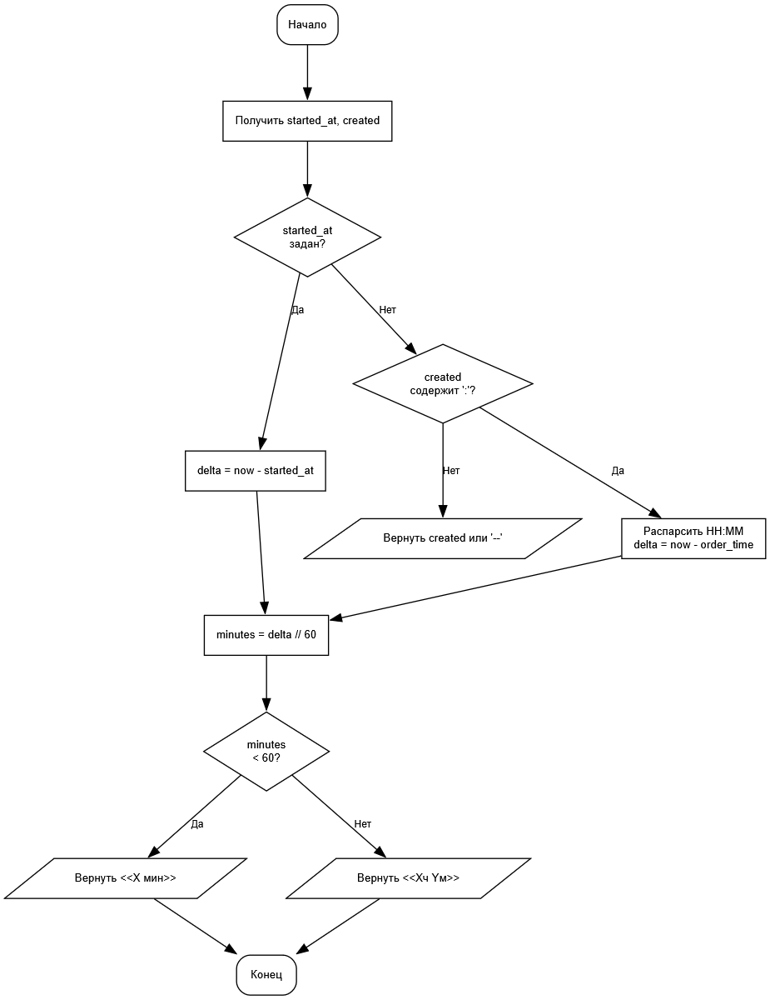 Начало
Получить started_at, created
started_at
задан?
Да
Нет
created
содержит ':'?
delta = now - started_at
Нет
Да
Вернуть created или '--'
Распарсить HH:MM
delta = now - order_time
minutes = delta // 60
minutes
< 60?
Да
Нет
Вернуть <<X мин>>
Вернуть <<Xч Yм>>
Конец